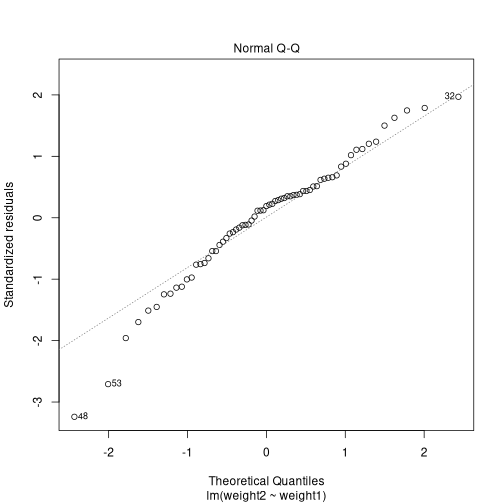 Normal Q-Q
Standardized residuals
2
1
0
-1
-2
-3
32
53
48
-2 -1 0 1 2
Theoretical Quantiles
lm(weight2 ~ weight1)